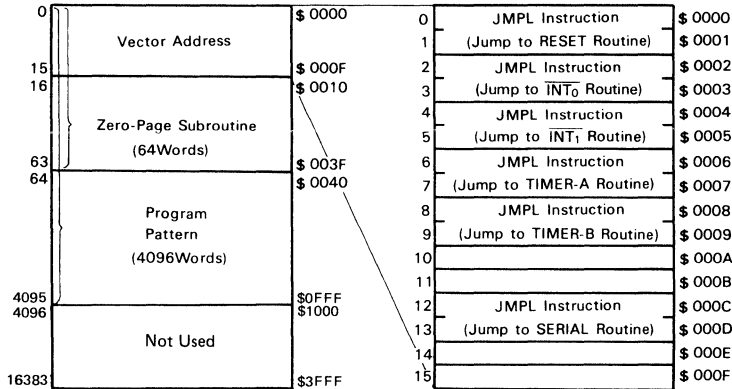 0
$ 0000
Vector Address
15
$ 000F
16
$ 0010
Zero-Page Subroutine
(64Words)
63
$ 003F
64
$ 0040
Program
Pattern
(4096Words)
4095
$0FFF
4096
$1000
Not Used
16383
$3FFF
0 JMPL Instruction $ 0000
1 (Jump to RESET Routine) $ 0001
2 JMPL Instruction $ 0002
3 (Jump to INT0 Routine) $ 0003
4 JMPL Instruction $ 0004
5 (Jump to INT1 Routine) $ 0005
6 JMPL Instruction $ 0006
7 (Jump to TIMER-A Routine) $ 0007
8 JMPL Instruction $ 0008
9 (Jump to TIMER-B Routine) $ 0009
10 $ 000A
11 $ 000B
12 JMPL Instruction $ 000C
13 (Jump to SERIAL Routine) $ 000D
14 $ 000E
15 $ 000F